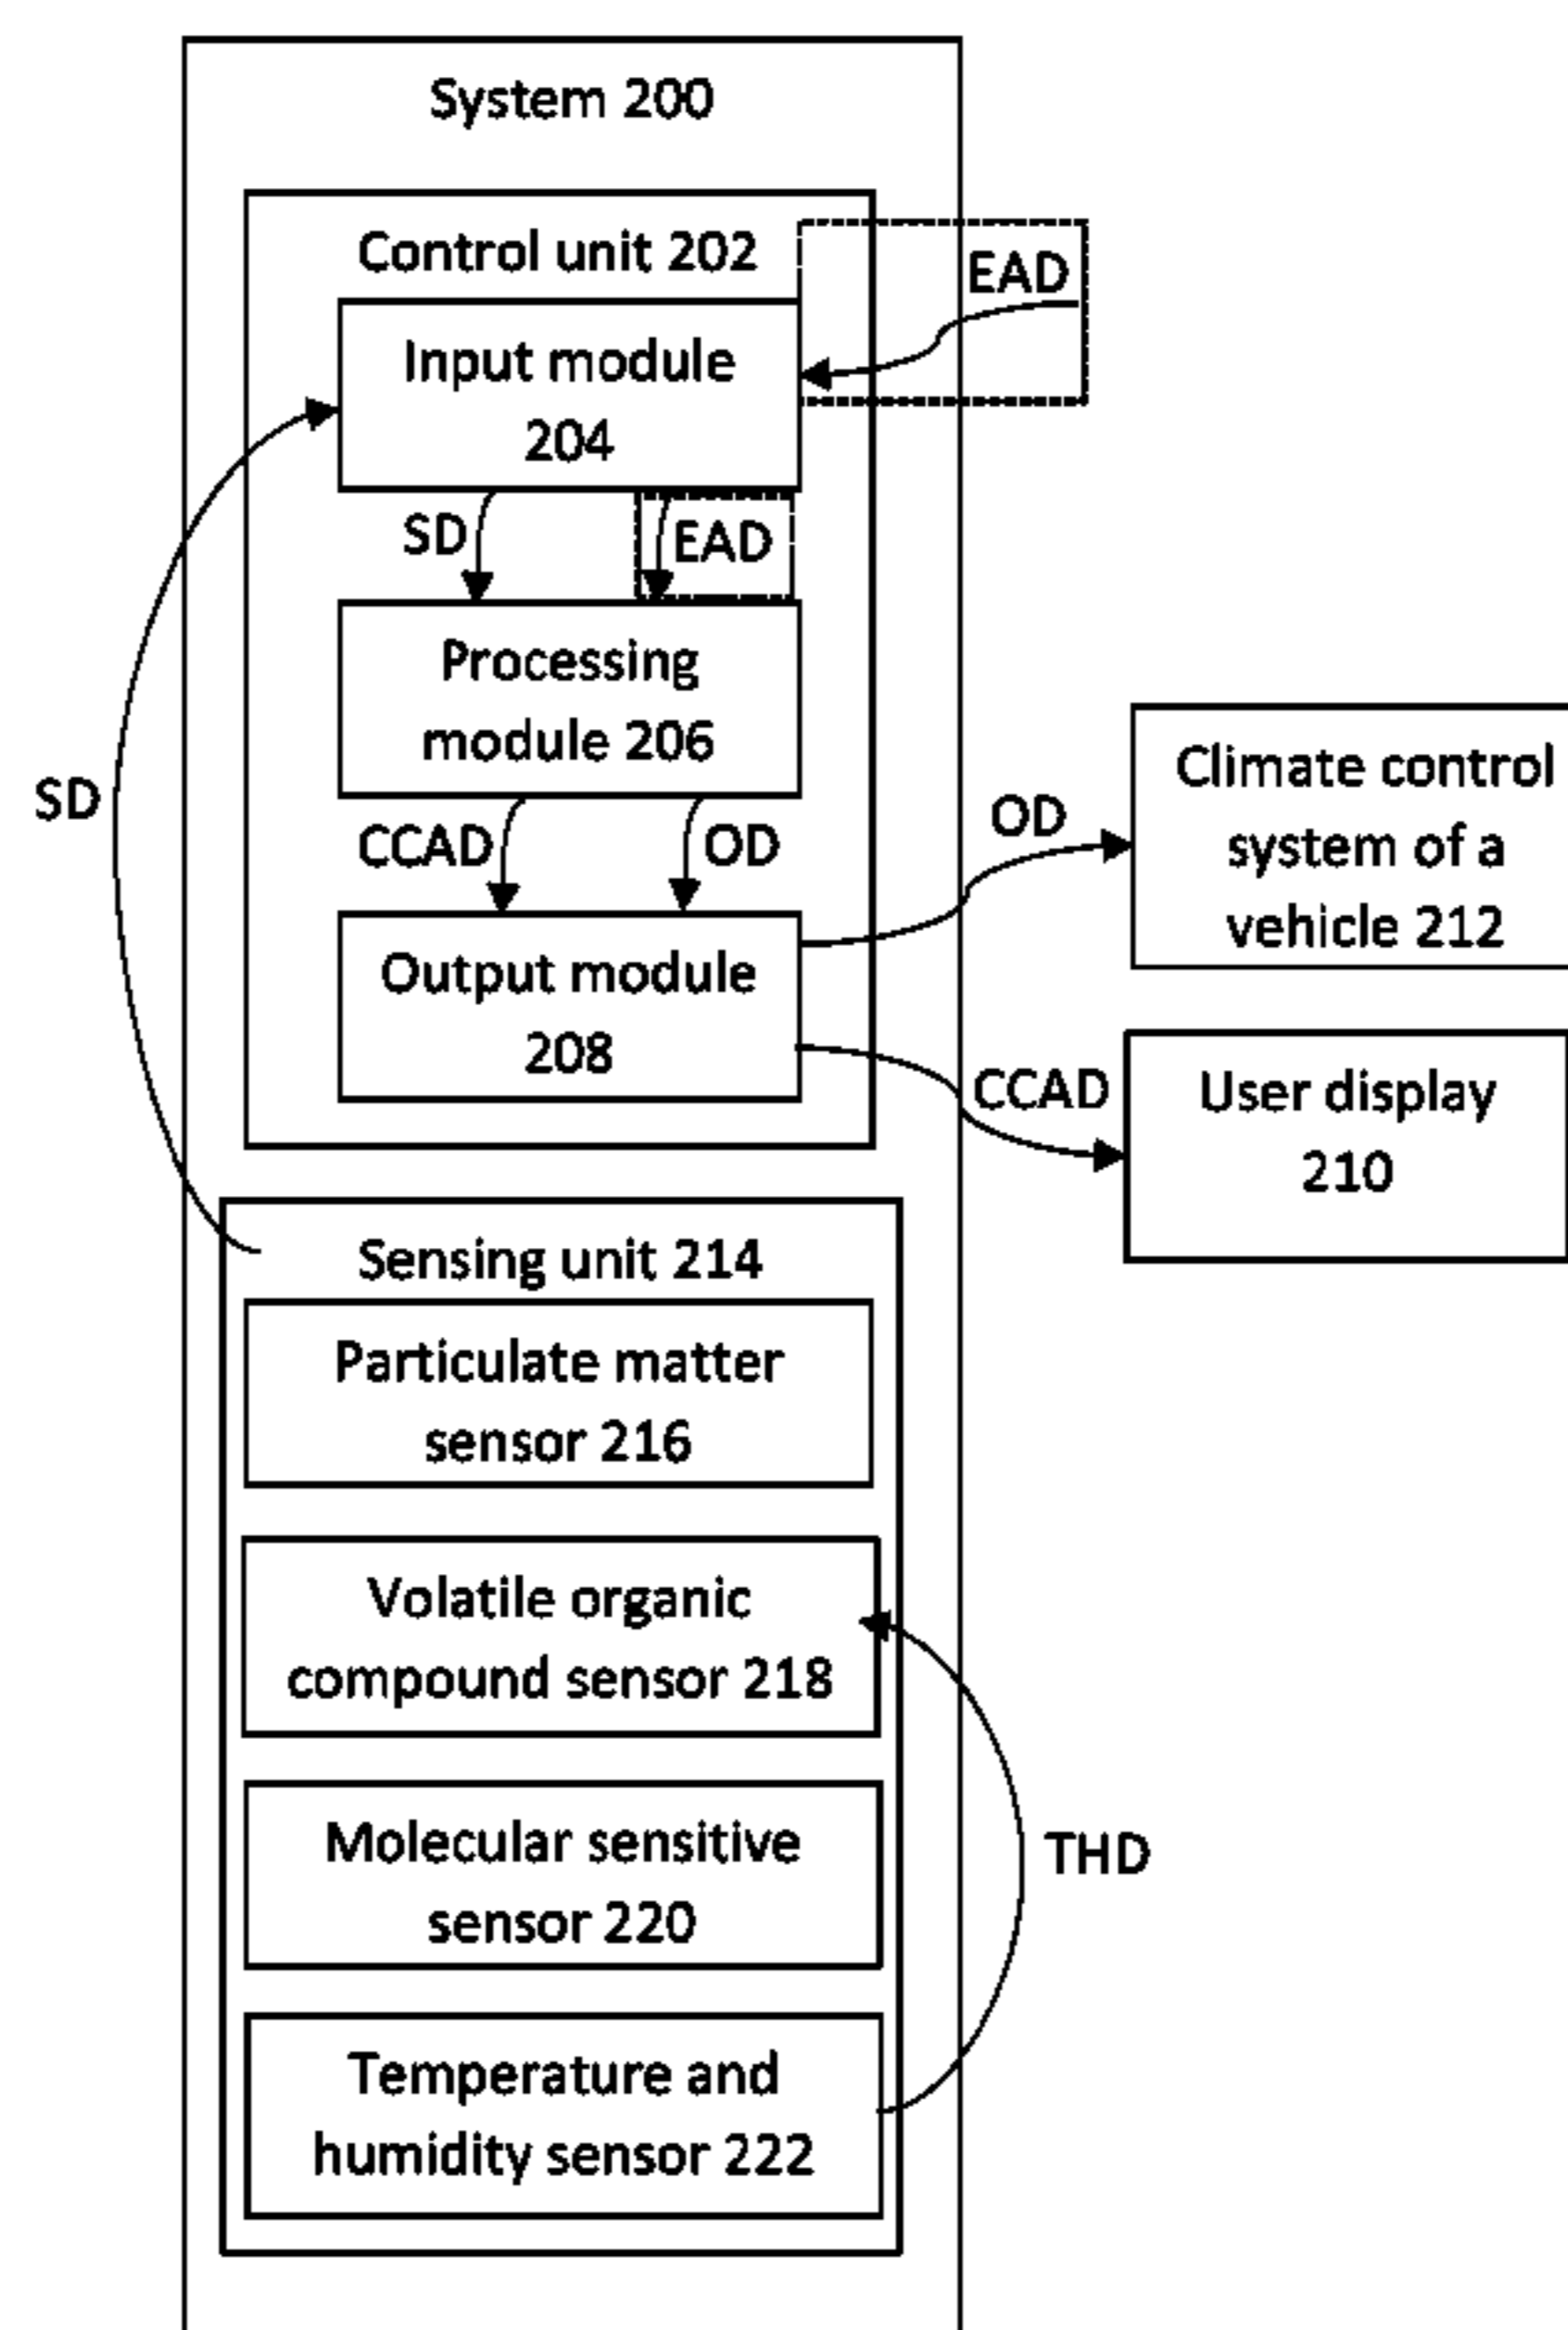 System 200
Control unit 202
EAD
Input module
204
SD
EAD
Processing
module 206
SD
CCAD
OD
OD
Climate control
system of a
vehicle 212
Output module
208
CCAD
User display
210
Sensing unit 214
Particulate matter
sensor 216
Volatile organic
compound sensor 218
Molecular sensitive
sensor 220
THD
Temperature and
humidity sensor 222